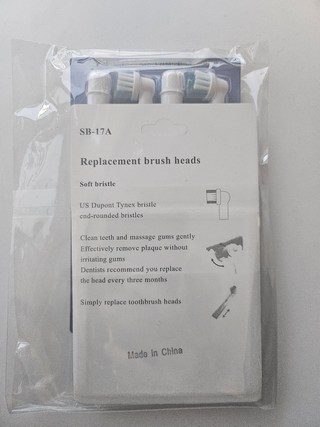 SB-17A
Replacement brush heads
Soft bristle
US Dupont Tynex bristle
end-rounded bristles
Clean teeth and massage gums gently
Effectively remove plaque without
irritating gums
Dentists recommend you replace
the head every three months
Simply replace toothbrush heads
Made in China